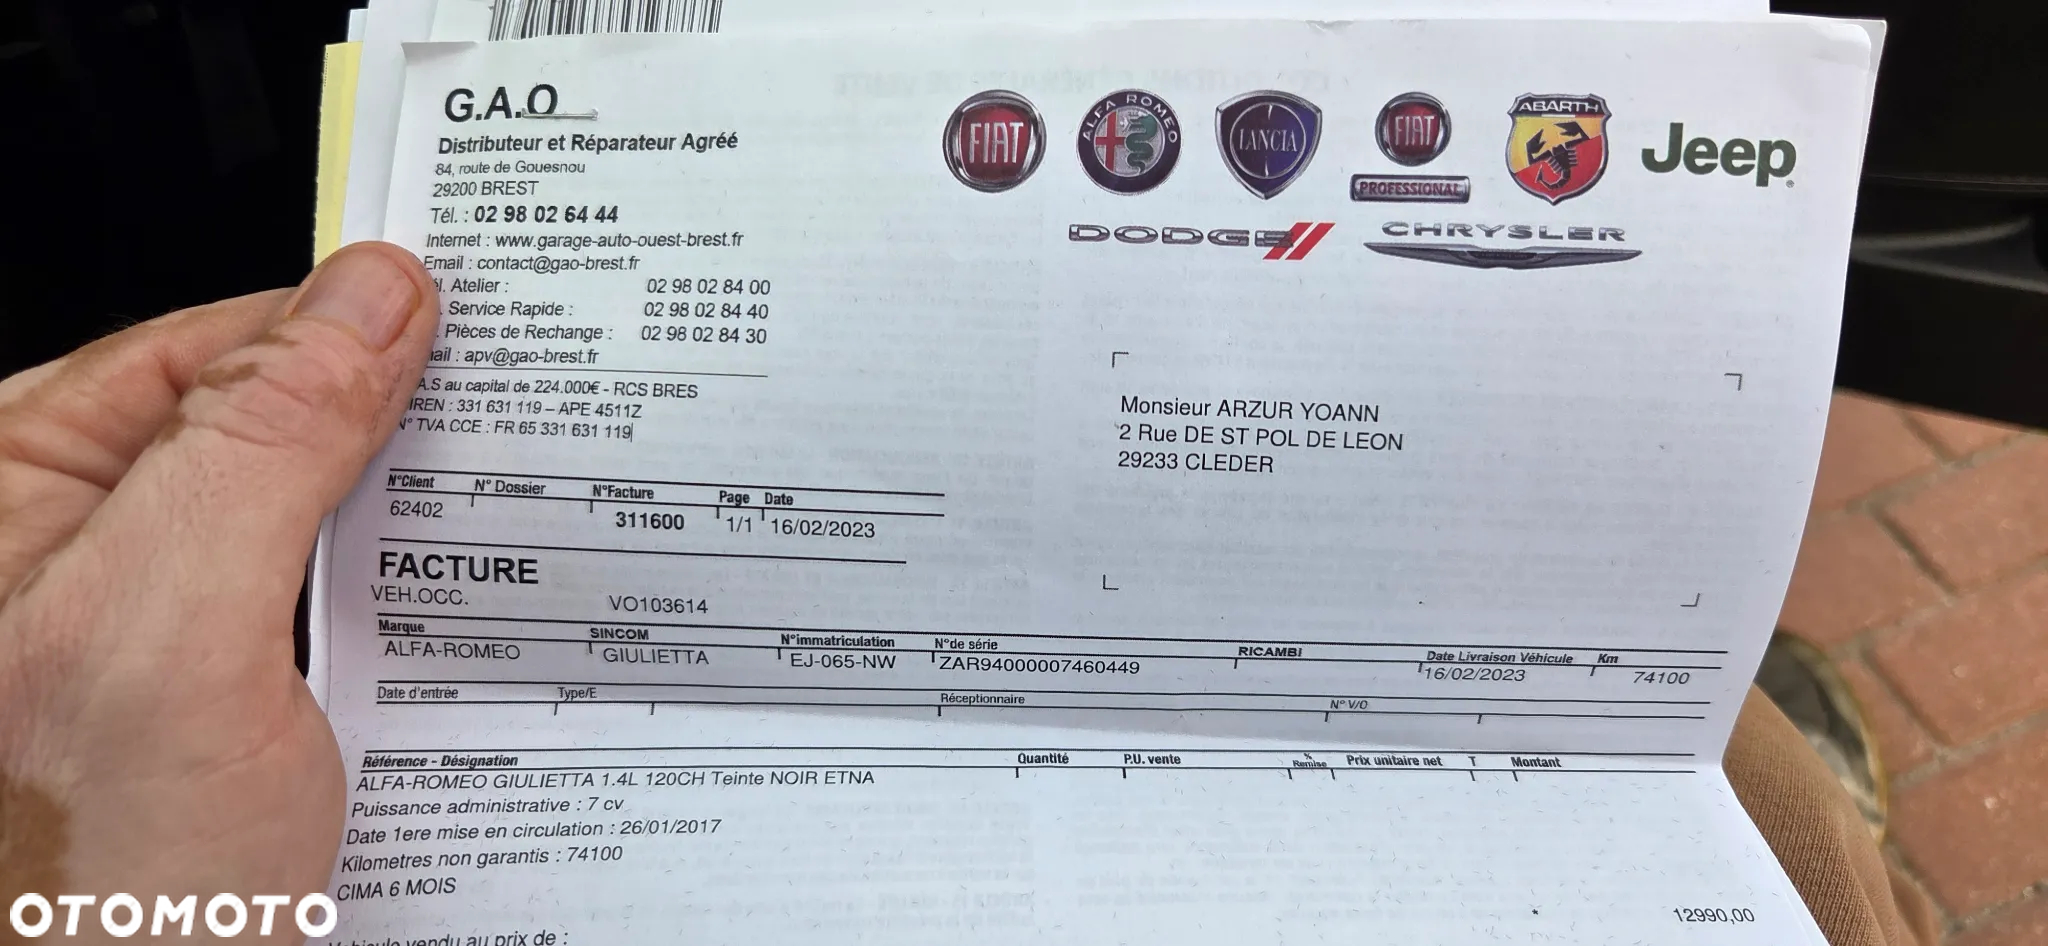 G.A.O
Distributeur et Réparateur Agréé
84, route de Gouesnou
29200 BREST
Tél. : 02 98 02 64 44
Internet : www.garage-auto-ouest-brest.fr
Email : contact@gao-brest.fr
él. Atelier : 02 98 02 84 00
. Service Rapide : 02 98 02 84 40
. Pièces de Rechange : 02 98 02 84 30
ail : apv@gao-brest.fr
A.S au capital de 224.000€ - RCS BRES
IREN : 331 631 119 – APE 4511Z
N° TVA CCE : FR 65 331 631 119
FIAT
ALFA ROMEO
LANCIA
FIAT
PROFESSIONAL
ABARTH
Jeep
DODGE
CHRYSLER
Monsieur ARZUR YOANN
2 Rue DE ST POL DE LEON
29233 CLEDER
N°Client N° Dossier N°Facture Page Date
62402 311600 1/1 16/02/2023
FACTURE
VEH.OCC. VO103614
Marque SINCOM N°immatriculation N°de série RICAMBI Date Livraison Véhicule Km
ALFA-ROMEO GIULIETTA EJ-065-NW ZAR94000007460449 16/02/2023 74100
Date d'entrée Type/E Réceptionnaire N° V/O
Référence - Désignation Quantité P.U. vente % Remise Prix unitaire net T Montant
ALFA-ROMEO GIULIETTA 1.4L 120CH Teinte NOIR ETNA
Puissance administrative : 7 cv
Date 1ere mise en circulation : 26/01/2017
Kilometres non garantis : 74100
CIMA 6 MOIS
* 12990,00
Vehicule vendu au prix de :
OTOMOTO